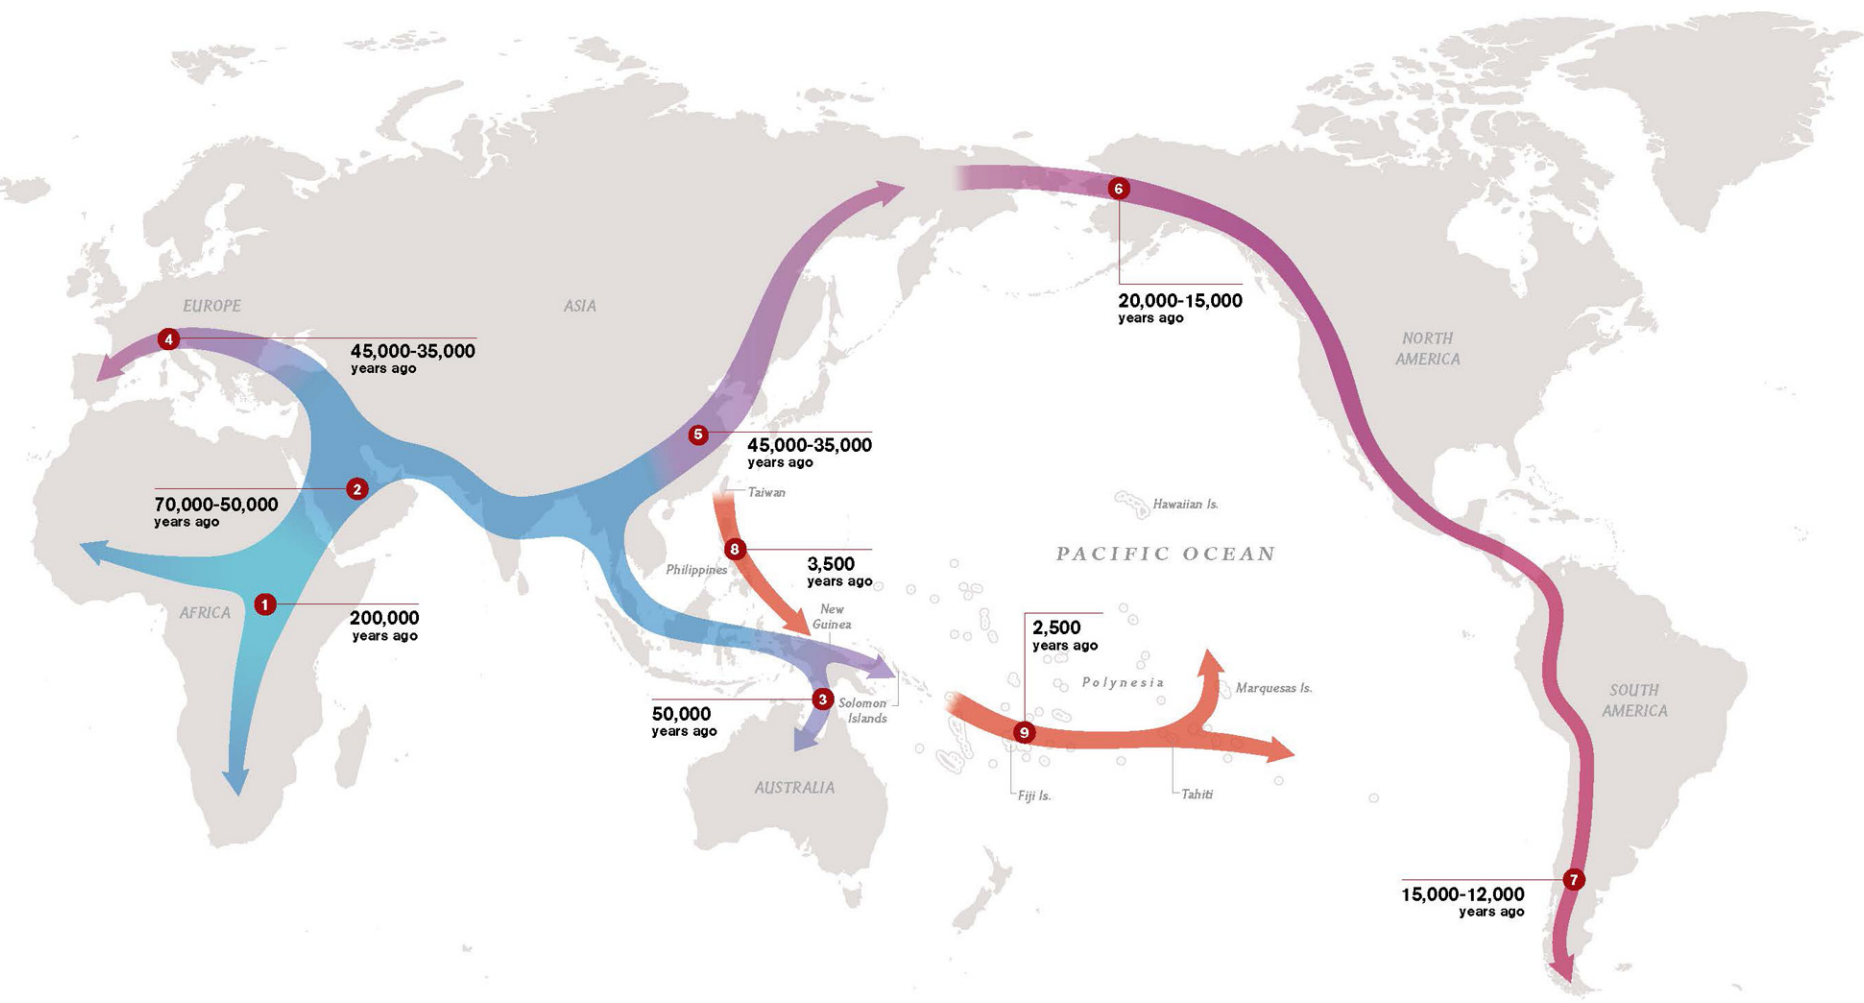 6
20,000-15,000
years ago
EUROPE
ASIA
4
45,000-35,000
years ago
NORTH
AMERICA
5
45,000-35,000
years ago
2
70,000-50,000
years ago
Taiwan
Hawaiian Is.
PACIFIC OCEAN
8
3,500
years ago
Philippines
1
AFRICA
200,000
years ago
New
Guinea
2,500
years ago
Polynesia
Marquesas Is.
3
50,000
years ago
Solomon
Islands
9
SOUTH
AMERICA
AUSTRALIA
Fiji Is.
Tahiti
7
15,000-12,000
years ago